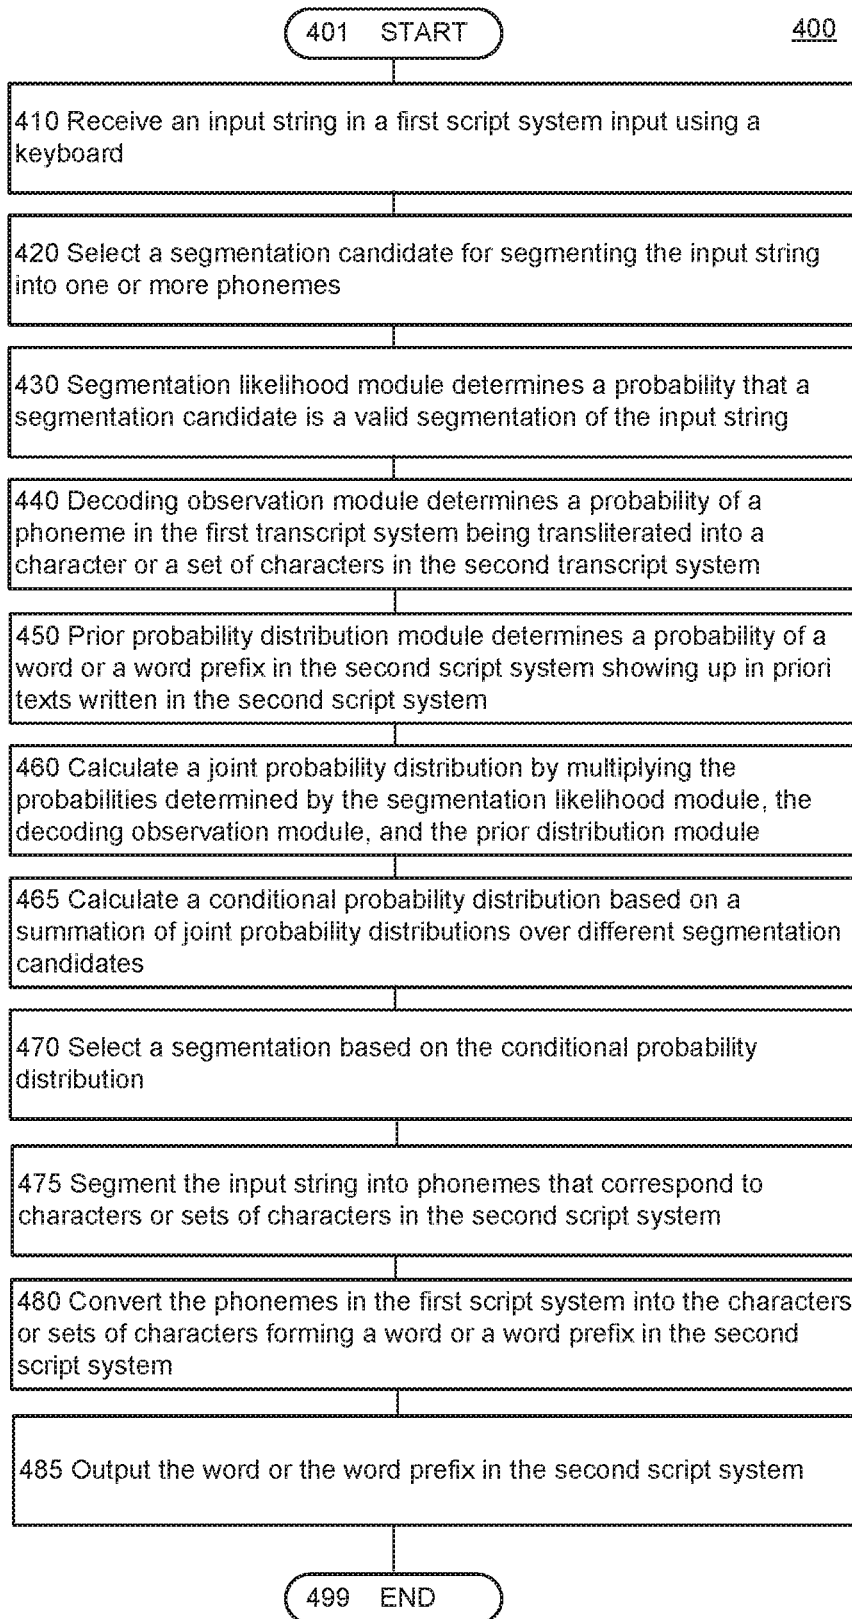 401 START
400
410 Receive an input string in a first script system input using a
keyboard
420 Select a segmentation candidate for segmenting the input string
into one or more phonemes
430 Segmentation likelihood module determines a probability that a
segmentation candidate is a valid segmentation of the input string
440 Decoding observation module determines a probability of a
phoneme in the first transcript system being transliterated into a
character or a set of characters in the second transcript system
450 Prior probability distribution module determines a probability of a
word or a word prefix in the second script system showing up in priori
texts written in the second script system
460 Calculate a joint probability distribution by multiplying the
probabilities determined by the segmentation likelihood module, the
decoding observation module, and the prior distribution module
465 Calculate a conditional probability distribution based on a
summation of joint probability distributions over different segmentation
candidates
470 Select a segmentation based on the conditional probability
distribution
475 Segment the input string into phonemes that correspond to
characters or sets of characters in the second script system
480 Convert the phonemes in the first script system into the characters
or sets of characters forming a word or a word prefix in the second
script system
485 Output the word or the word prefix in the second script system
499 END